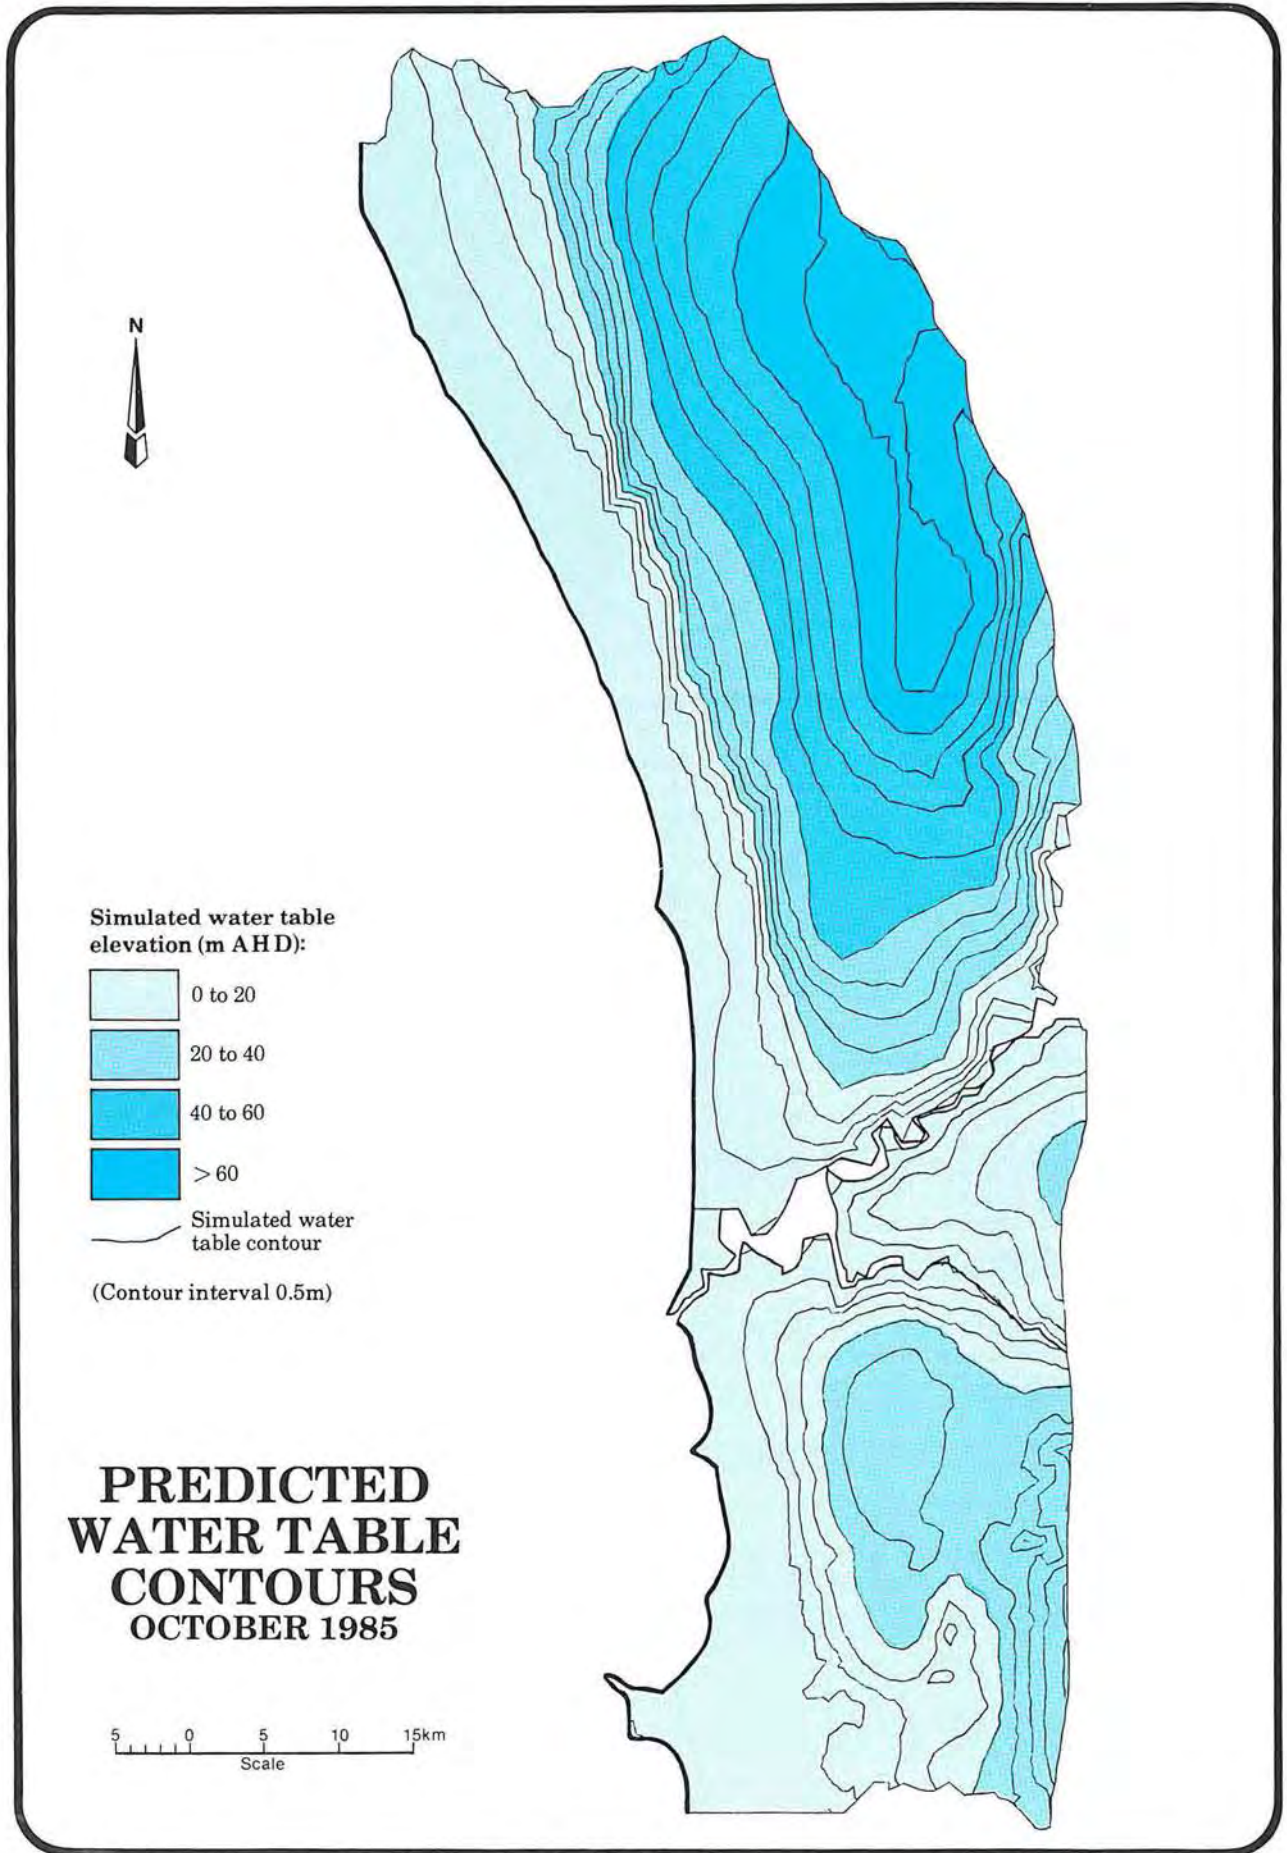 N
Simulated water table
elevation (m AHD):
0 to 20
20 to 40
40 to 60
> 60
Simulated water
table contour
(Contour interval 0.5m)
PREDICTED
WATER TABLE
CONTOURS
OCTOBER 1985
5 0 5 10 15km
Scale